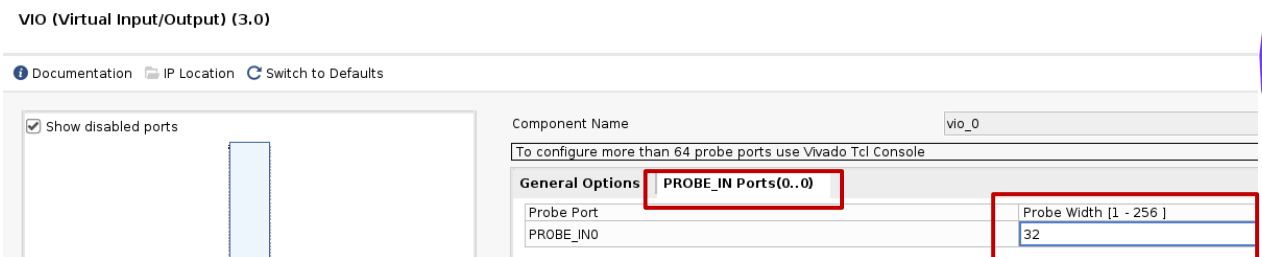 VIO (Virtual Input/Output) (3.0)
Documentation IP Location Switch to Defaults
Show disabled ports
Component Name vio_0
To configure more than 64 probe ports use Vivado Tcl Console
General Options PROBE_IN Ports(0..0)
Probe Port Probe Width [1 - 256 ]
PROBE_IN0 32